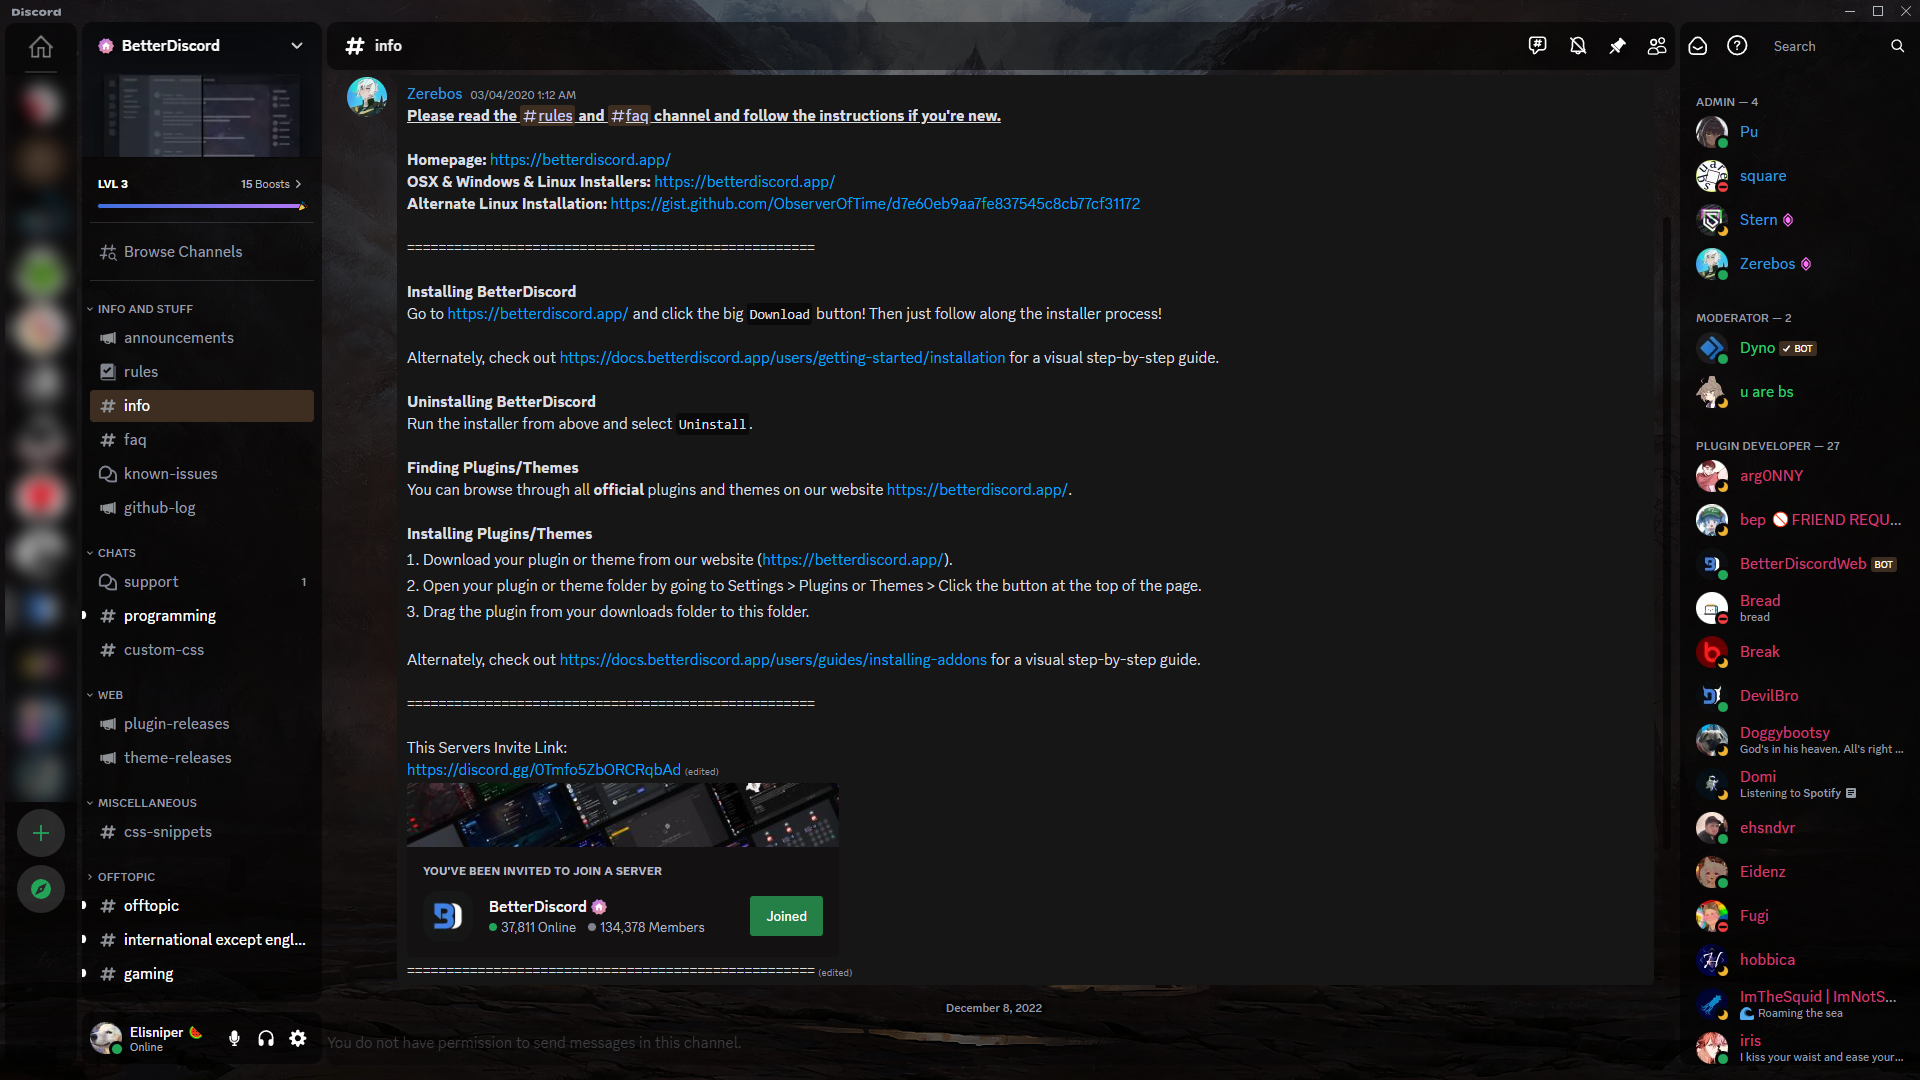 Discord
BetterDiscord
LVL 3
15 Boosts
Browse Channels
INFO AND STUFF
announcements
rules
info
faq
known-issues
github-log
CHATS
support
1
programming
custom-css
WEB
plugin-releases
theme-releases
MISCELLANEOUS
css-snippets
OFFTOPIC
offtopic
international except engl...
gaming
Elisniper
Online
info
Search
Zerebos 03/04/2020 1:12 AM
Please read the #rules and #faq channel and follow the instructions if you're new.
Homepage: https://betterdiscord.app/
OSX & Windows & Linux Installers: https://betterdiscord.app/
Alternate Linux Installation: https://gist.github.com/ObserverOfTime/d7e60eb9aa7fe837545c8cb77cf31172
====================================================
Installing BetterDiscord
Go to https://betterdiscord.app/ and click the big Download button! Then just follow along the installer process!
Alternately, check out https://docs.betterdiscord.app/users/getting-started/installation for a visual step-by-step guide.
Uninstalling BetterDiscord
Run the installer from above and select Uninstall.
Finding Plugins/Themes
You can browse through all official plugins and themes on our website https://betterdiscord.app/.
Installing Plugins/Themes
1. Download your plugin or theme from our website (https://betterdiscord.app/).
2. Open your plugin or theme folder by going to Settings > Plugins or Themes > Click the button at the top of the page.
3. Drag the plugin from your downloads folder to this folder.
Alternately, check out https://docs.betterdiscord.app/users/guides/installing-addons for a visual step-by-step guide.
====================================================
This Servers Invite Link:
https://discord.gg/0Tmfo5ZbORCRqbAd (edited)
YOU'VE BEEN INVITED TO JOIN A SERVER
BetterDiscord
37,811 Online 134,378 Members
Joined
==================================================== (edited)
December 8, 2022
You do not have permission to send messages in this channel.
ADMIN — 4
Pu
square
Stern
Zerebos
MODERATOR — 2
Dyno BOT
u are bs
PLUGIN DEVELOPER — 27
arg0NNY
bep 🚫 FRIEND REQU...
BetterDiscordWeb BOT
Bread
bread
Break
DevilBro
Doggybootsy
God's in his heaven. All's right ...
Domi
Listening to Spotify
ehsndvr
Eidenz
Fugi
hobbica
ImTheSquid | ImNotS...
Roaming the sea
iris
I kiss your waist and ease your...